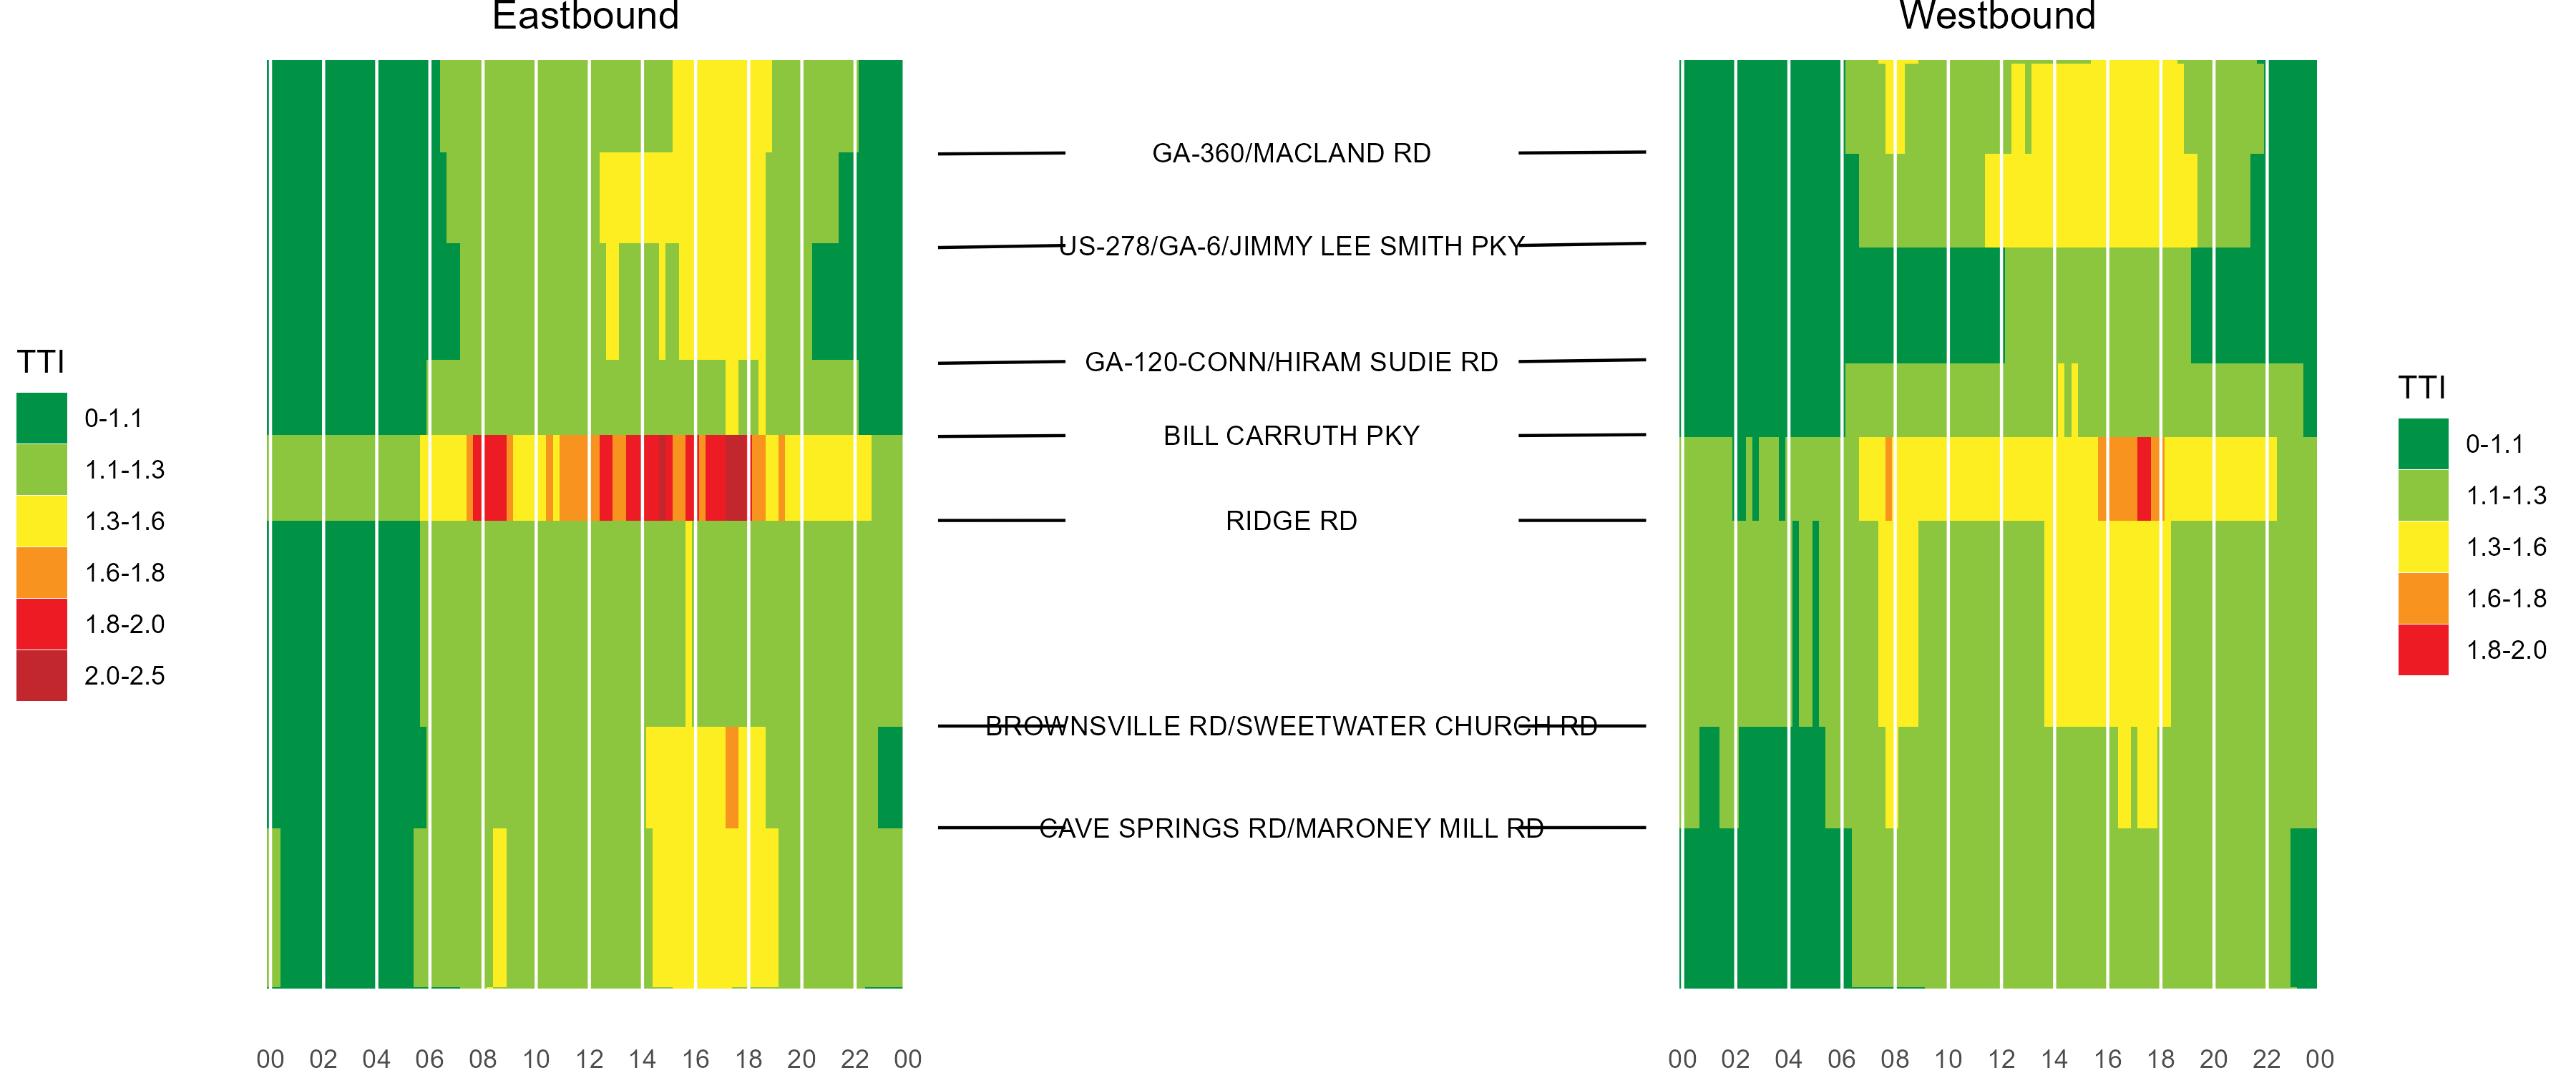 Eastbound
Westbound
GA-360/MACLAND RD
US-278/GA-6/JIMMY LEE SMITH PKY
GA-120-CONN/HIRAM SUDIE RD
BILL CARRUTH PKY
RIDGE RD
BROWNSVILLE RD/SWEETWATER CHURCH RD
CAVE SPRINGS RD/MARONEY MILL RD
TTI
0-1.1
1.1-1.3
1.3-1.6
1.6-1.8
1.8-2.0
2.0-2.5
TTI
0-1.1
1.1-1.3
1.3-1.6
1.6-1.8
1.8-2.0
00 02 04 06 08 10 12 14 16 18 20 22 00
00 02 04 06 08 10 12 14 16 18 20 22 00